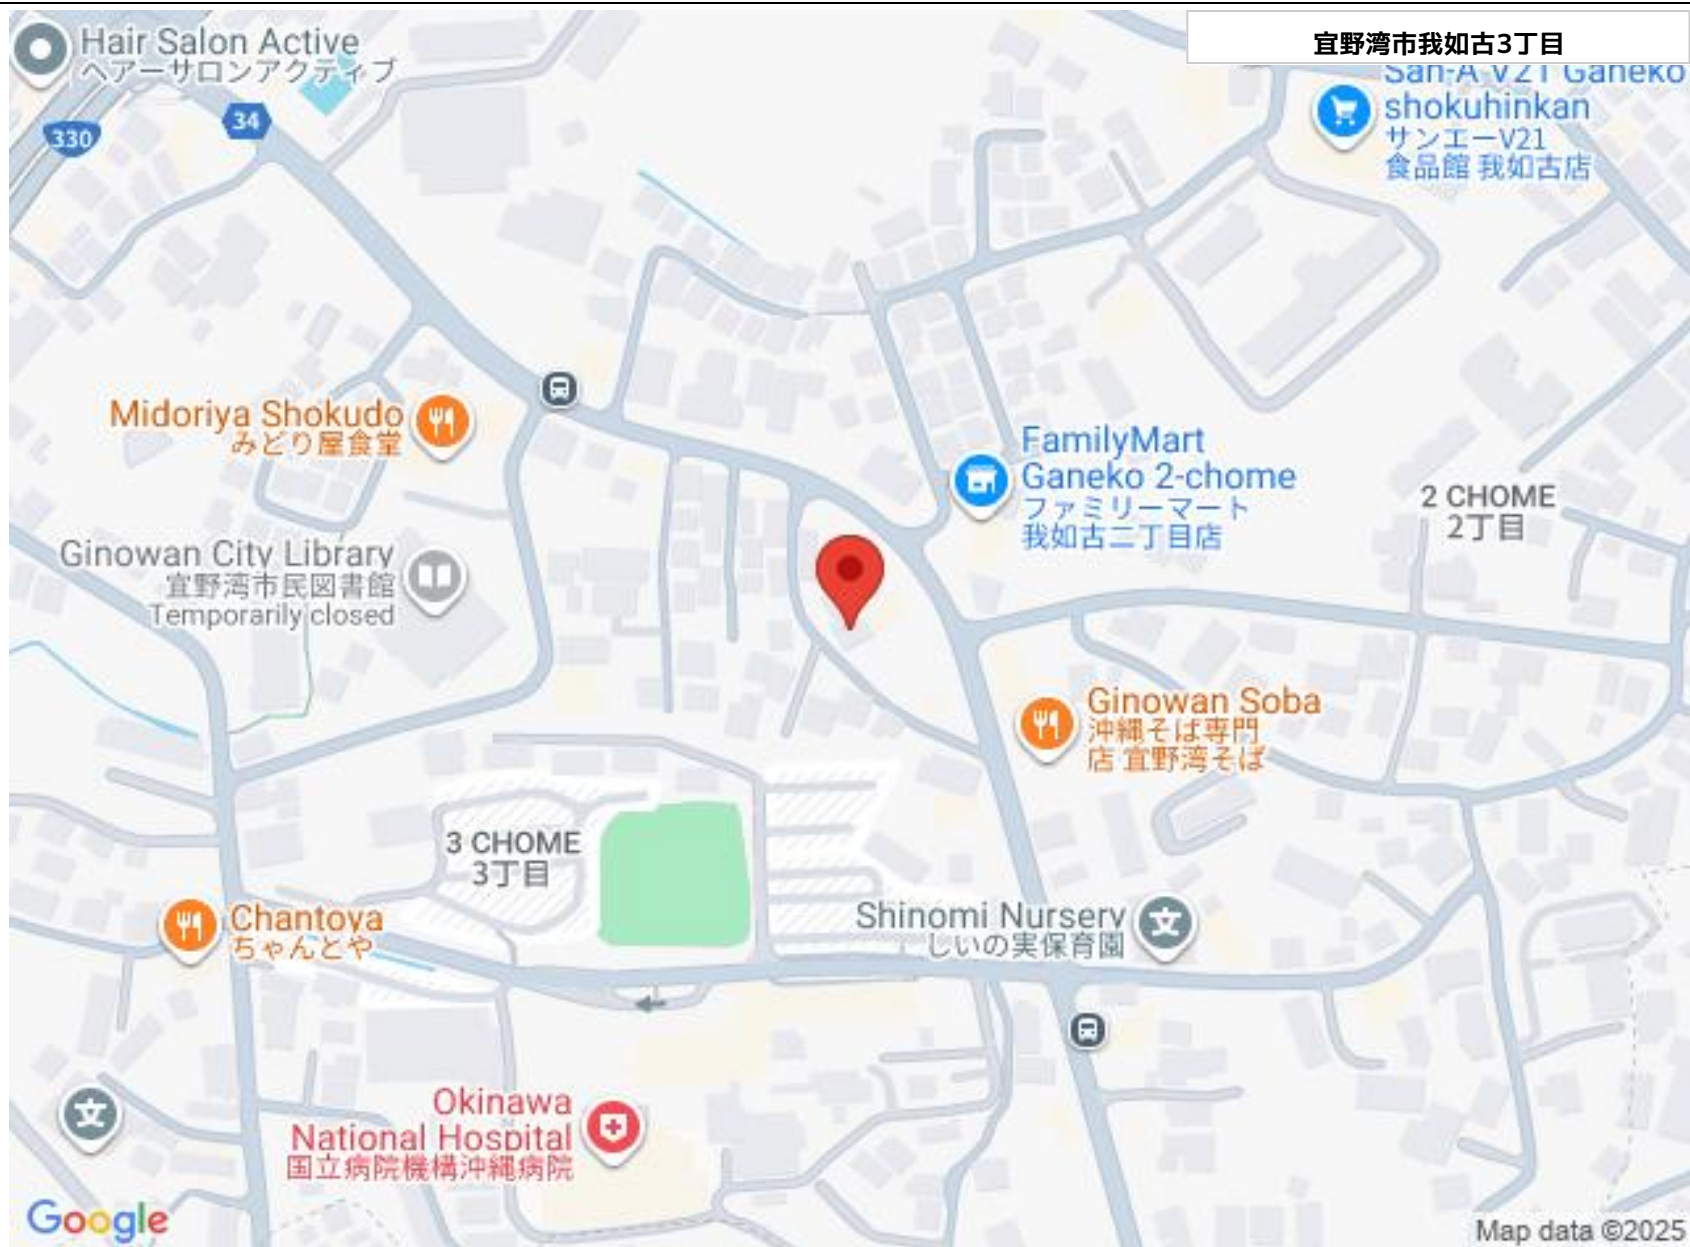 Hair Salon Active
ヘアーサロンアクティブ
宜野湾市我如古3丁目
330
34
San-A V21 Ganeko
shokuhinkan
サンエーV21
食品館 我如古店
Midoriya Shokudo
みどり屋食堂
FamilyMart
Ganeko 2-chome
ファミリーマート
我如古二丁目店
2 CHOME
2丁目
Ginowan City Library
宜野湾市民図書館
Temporarily closed
Ginowan Soba
沖縄そば専門
店 宜野湾そば
3 CHOME
3丁目
Chantoya
ちゃんとや
Shinomi Nursery
しいの実保育園
文
文
Okinawa
National Hospital
国立病院機構沖縄病院
Google
Map data ©2025